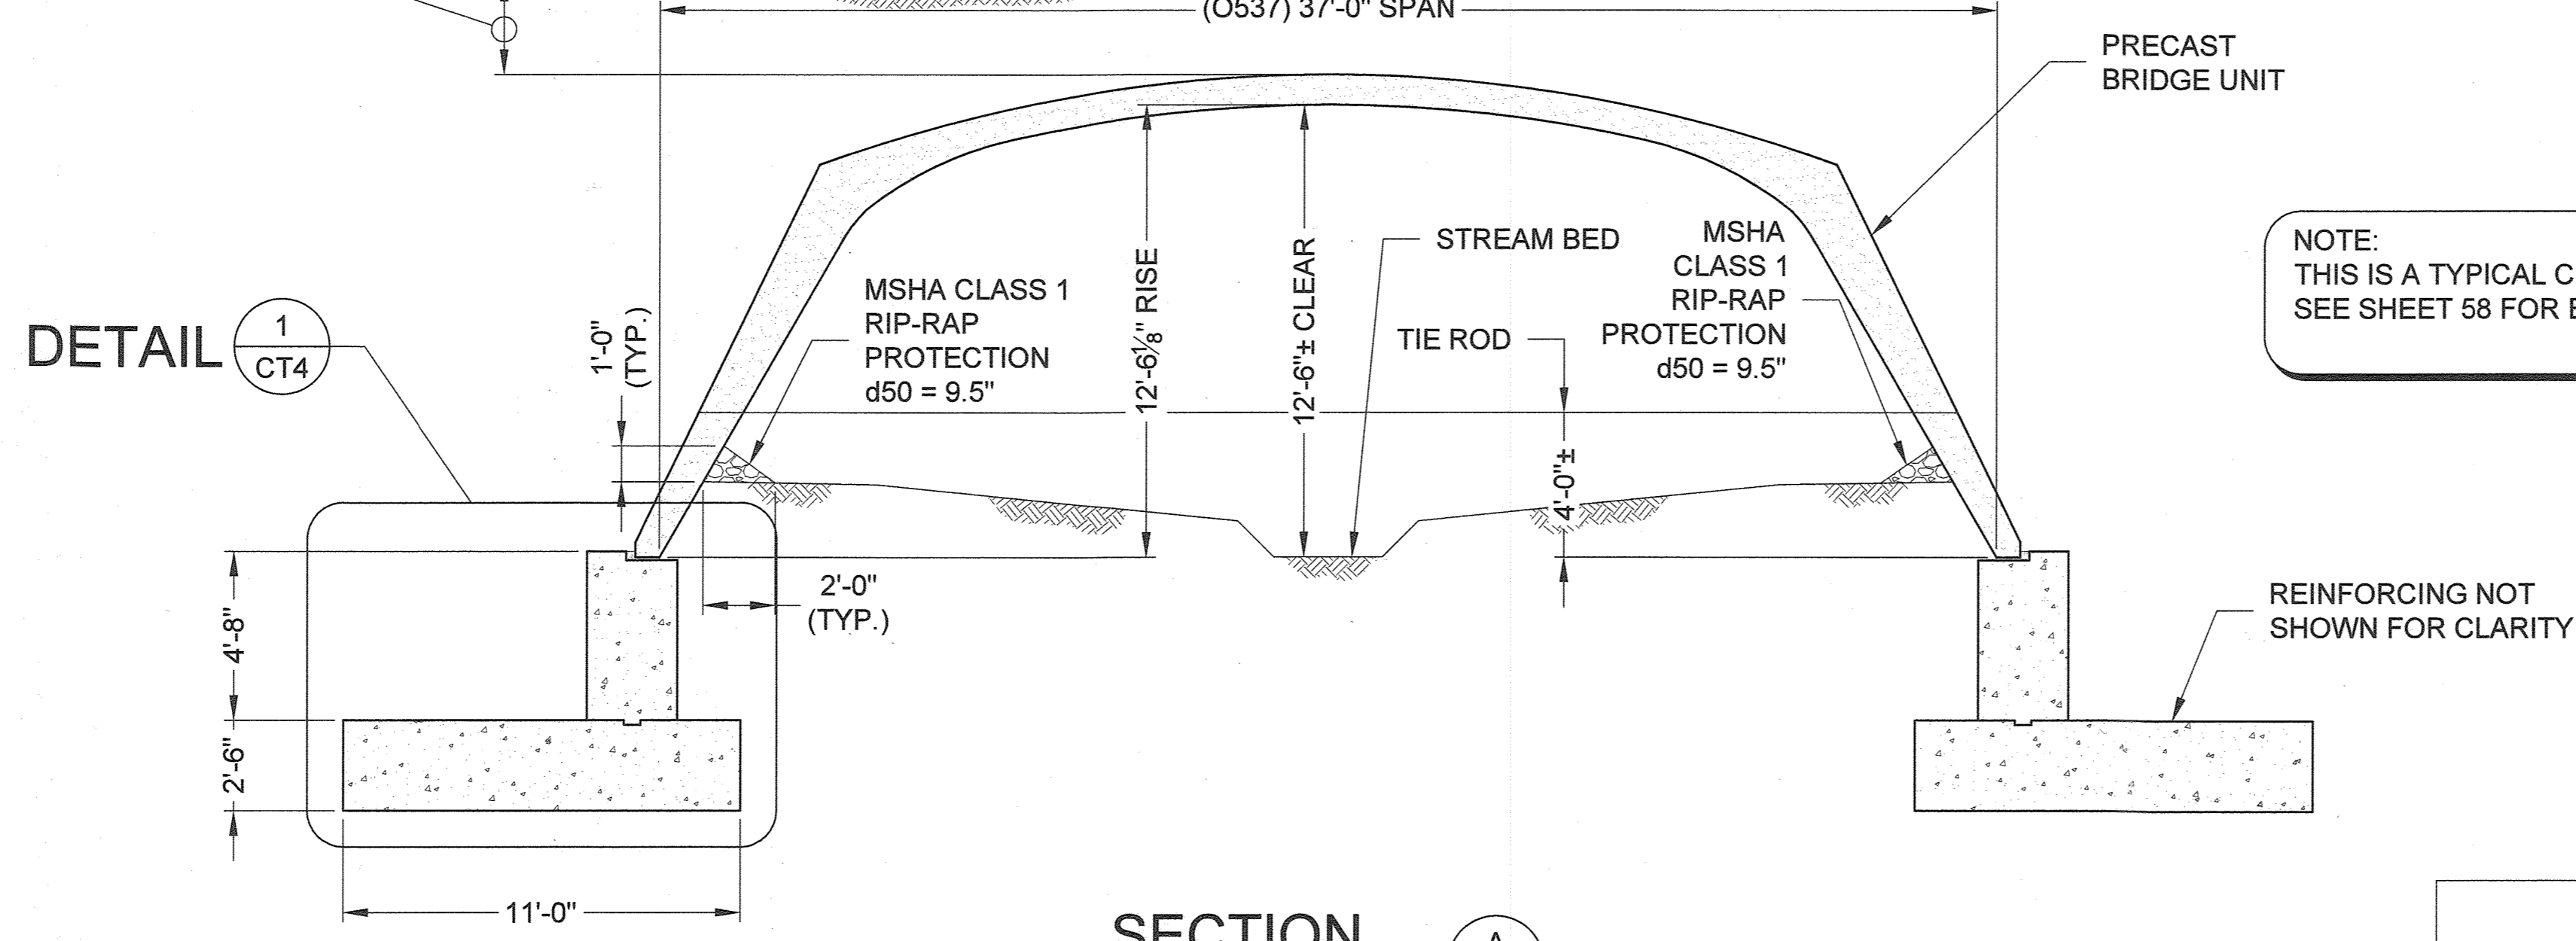 (O537) 37'-0" SPAN
PRECAST
BRIDGE UNIT
NOTE:
THIS IS A TYPICAL
SEE SHEET 58 FOR
STREAM BED
MSHA
CLASS 1
RIP-RAP
PROTECTION
d50 = 9.5"
MSHA CLASS 1
RIP-RAP
PROTECTION
d50 = 9.5"
12'-6⅛" RISE
12'-6"± CLEAR
TIE ROD
4'-0"±
1'-0"
(TYP.)
DETAIL
1
CT4
2'-0"
(TYP.)
4'-8"
2'-6"
11'-0"
REINFORCING NOT
SHOWN FOR CLARITY
SECTION
A